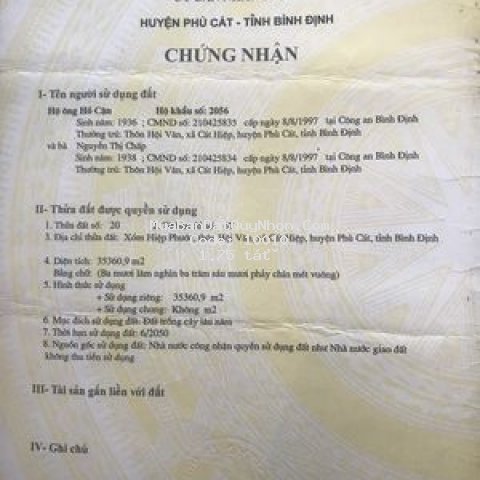 HUYỆN PHÙ CÁT - TỈNH BÌNH ĐỊNH
CHỨNG NHẬN
I- Tên người sử dụng đất
Hộ ông Hồ Cận Hộ khẩu số: 2056
Sinh năm: 1936 ; CMND số: 210425835 cấp ngày 8/8/1997 tại Công an Bình Định
Thường trú: Thôn Hội Vân, xã Cát Hiệp, huyện Phù Cát, tỉnh Bình Định
và bà Nguyễn Thị Chấp
Sinh năm: 1938 ; CMND số: 210425834 cấp ngày 8/8/1997 tại Công an Bình Định
Thường trú: Thôn Hội Vân, xã Cát Hiệp, huyện Phù Cát, tỉnh Bình Định
II- Thửa đất được quyền sử dụng
1. Thửa đất số: 20
3. Địa chỉ thửa đất: Xóm Hiệp Phước, thôn Hội Vân, xã Cát Hiệp, huyện Phù Cát, tỉnh Bình Định
4. Diện tích: 35360,9 m2
Bằng chữ: (Ba mươi lăm nghìn ba trăm sáu mươi phẩy chín mét vuông)
5. Hình thức sử dụng
+ Sử dụng riêng: 35360,9 m2
+ Sử dụng chung: Không m2
6. Mục đích sử dụng đất: Đất trồng cây lâu năm
7. Thời hạn sử dụng đất: 6/2050
8. Nguồn gốc sử dụng đất: Nhà nước công nhận quyền sử dụng đất như Nhà nước giao đất
không thu tiền sử dụng
III- Tài sản gắn liền với đất
IV- Ghi chú